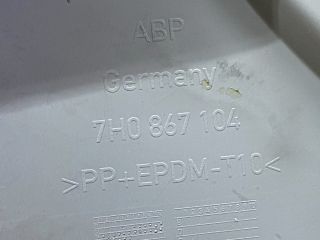 ABP
Germany
7H0 867 104
>PP+EPDM-T10<